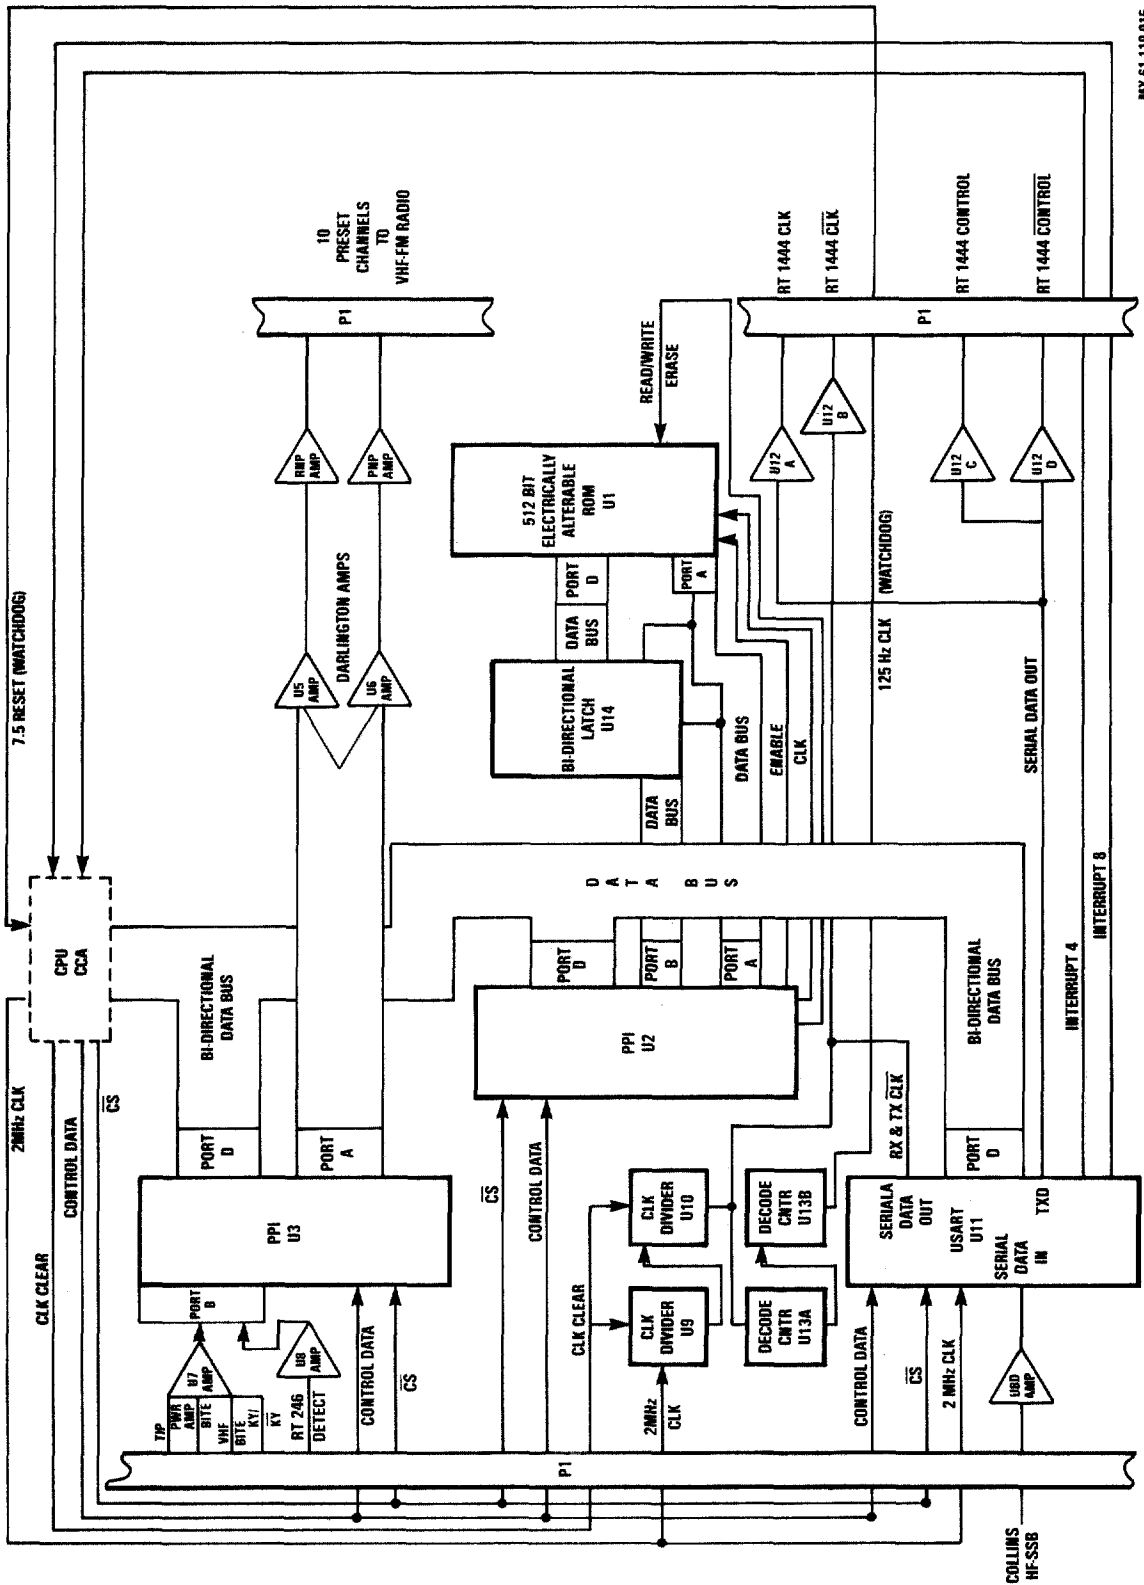 7.5 RESET (WATCHDOG)
2MHz CLK
CLK CLEAR
CONTROL DATA
CS
CPU
CCA
BI-DIRECTIONAL
DATA BUS
PORT
D
PORT
A
PPI
U3
PORT
B
U7
AMP
U8
AMP
TMP
PWR
AMP
BITE
VHF
BITE
KY/
KY
RT 246
DETECT
CONTROL DATA
CS
U5
AMP
U6
AMP
DARLINGTON AMPS
RNP
AMP
PNP
AMP
P1
10
PRESET
CHANNELS
TO
VHF-FM RADIO
CS
CONTROL DATA
PPI
U2
PORT
D
PORT
B
PORT
A
DATA BUS
DATA
BUS
BI-DIRECTIONAL
LATCH
U14
DATA
BUS
PORT
D
512 BIT
ELECTRICALLY
ALTERABLE
ROM
U1
PORT
A
READ/WRITE
ERASE
DATA BUS
ENABLE
CLK
CLK CLEAR
2MHz
CLK
CLK
DIVIDER
U9
CLK
DIVIDER
U10
DECODE
CNTR
U13A
DECODE
CNTR
U13B
125 Hz CLK (WATCHDOG)
U12
A
U12
B
U12
C
U12
D
P1
RT 1444 CLK
RT 1444 CLK
RT 1444 CONTROL
RT 1444 CONTROL
CONTROL DATA
CS
2 MHz CLK
U8D
AMP
SERIALA
DATA
OUT
USART
U11
SERIAL
DATA
IN
TXD
RX & TX CLK
PORT
D
BI-DIRECTIONAL
DATA BUS
SERIAL DATA OUT
INTERRUPT 4
INTERRUPT 8
P1
COLLINS
HF-SSB